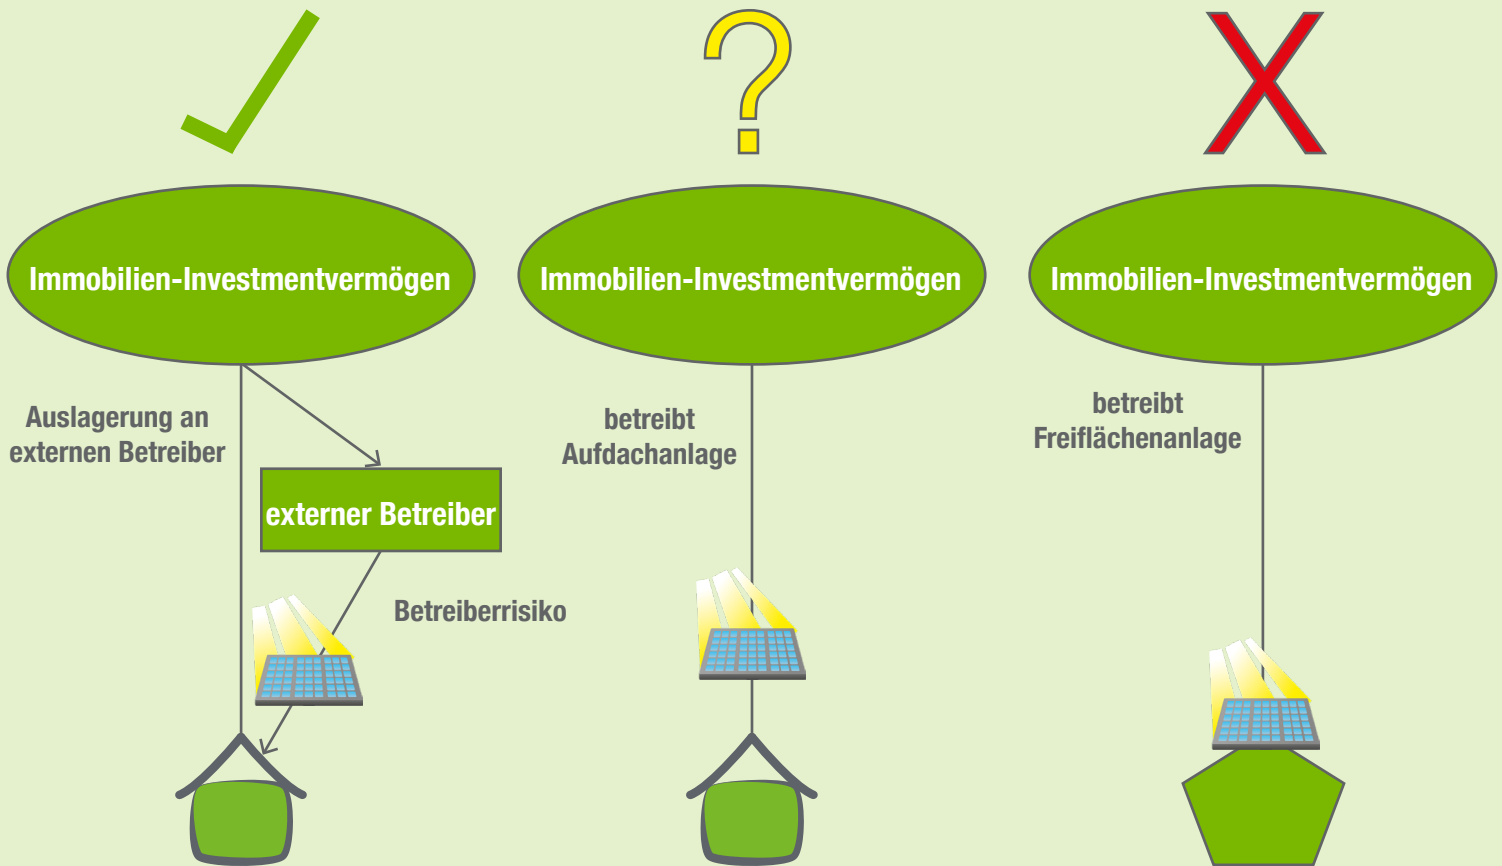 Immobilien-Investmentvermögen
Auslagerung an
externen Betreiber
externer Betreiber
Betreiberrisiko
?
Immobilien-Investmentvermögen
betreibt
Aufdachanlage
X
Immobilien-Investmentvermögen
betreibt
Freiflächenanlage